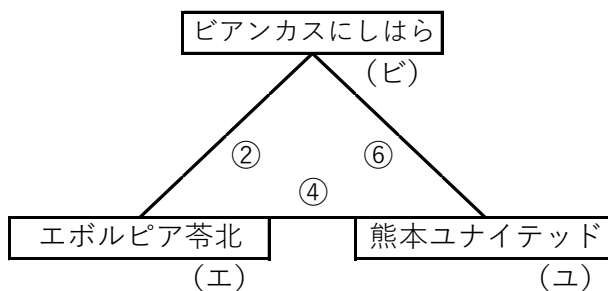 ビアンカスにしはら
(ビ)
② ⑥
④
エボルピア苓北 熊本ユナイテッド
(エ) (ユ)